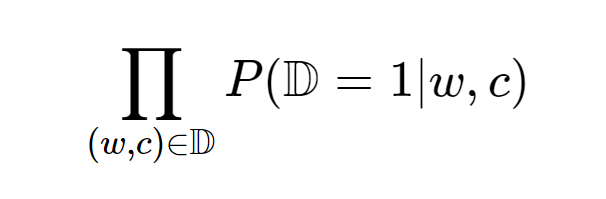 ∏ P(𝔻 = 1|w, c)
(w,c)∈𝔻